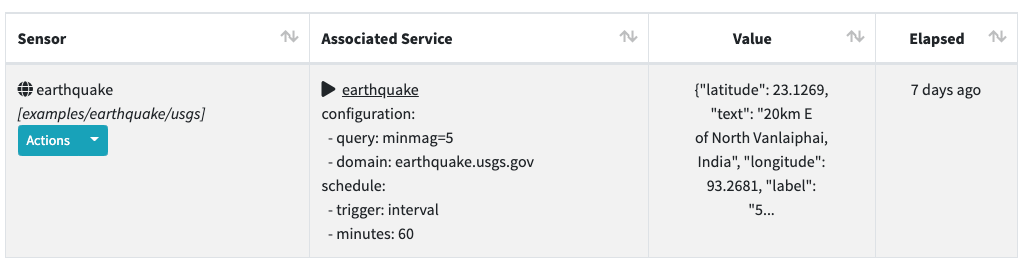 Sensor
Associated Service
Value
Elapsed
earthquake
[examples/earthquake/usgs]
Actions
earthquake
configuration:
- query: minmag=5
- domain: earthquake.usgs.gov
schedule:
- trigger: interval
- minutes: 60
{"latitude": 23.1269,
"text": "20km E
of North Vanlaiphai,
India", "longitude":
93.2681, "label":
"5...
7 days ago